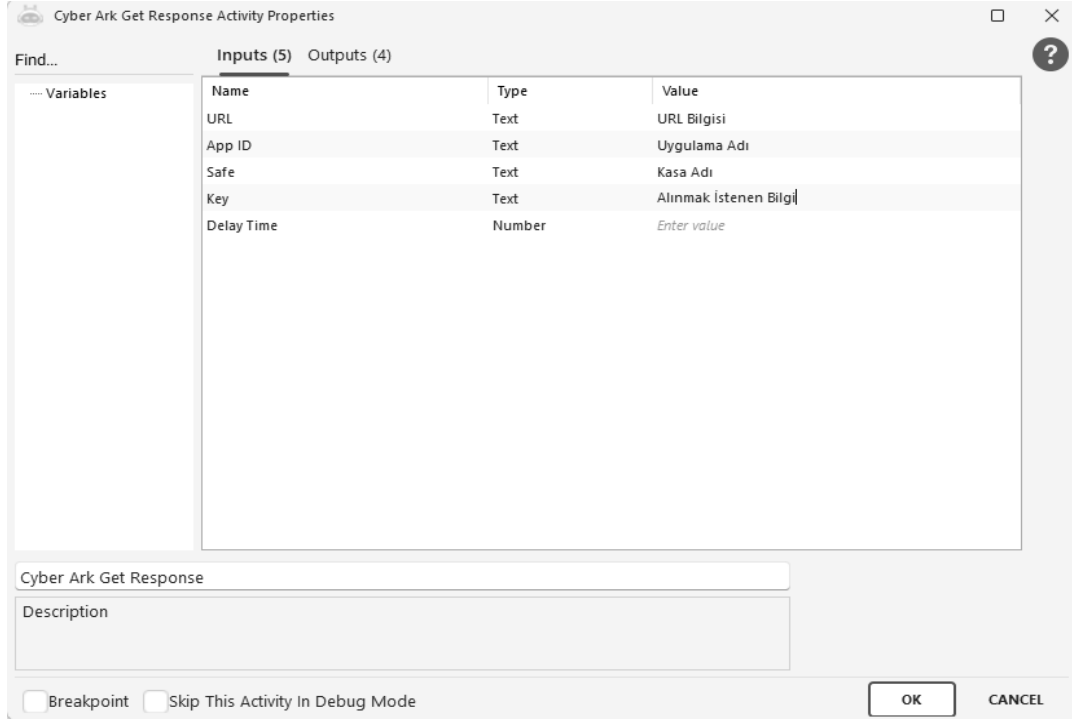 Cyber Ark Get Response Activity Properties
Find...
Inputs (5) Outputs (4)
?
Variables
Name Type Value
URL Text URL Bilgisi
App ID Text Uygulama Adı
Safe Text Kasa Adı
Key Text Alınmak İstenen Bilgi
Delay Time Number Enter value
Cyber Ark Get Response
Description
Breakpoint Skip This Activity In Debug Mode
OK CANCEL